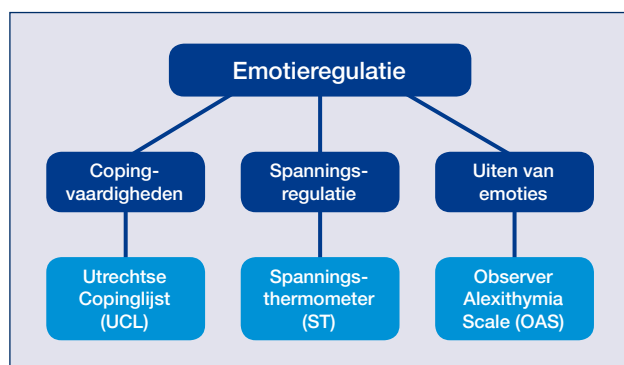 Emotieregulatie
Coping-
vaardigheden
Spannings-
regulatie
Uiten van
emoties
Utrechtse
Copinglijst
(UCL)
Spannings-
thermometer
(ST)
Observer
Alexithymia
Scale (OAS)